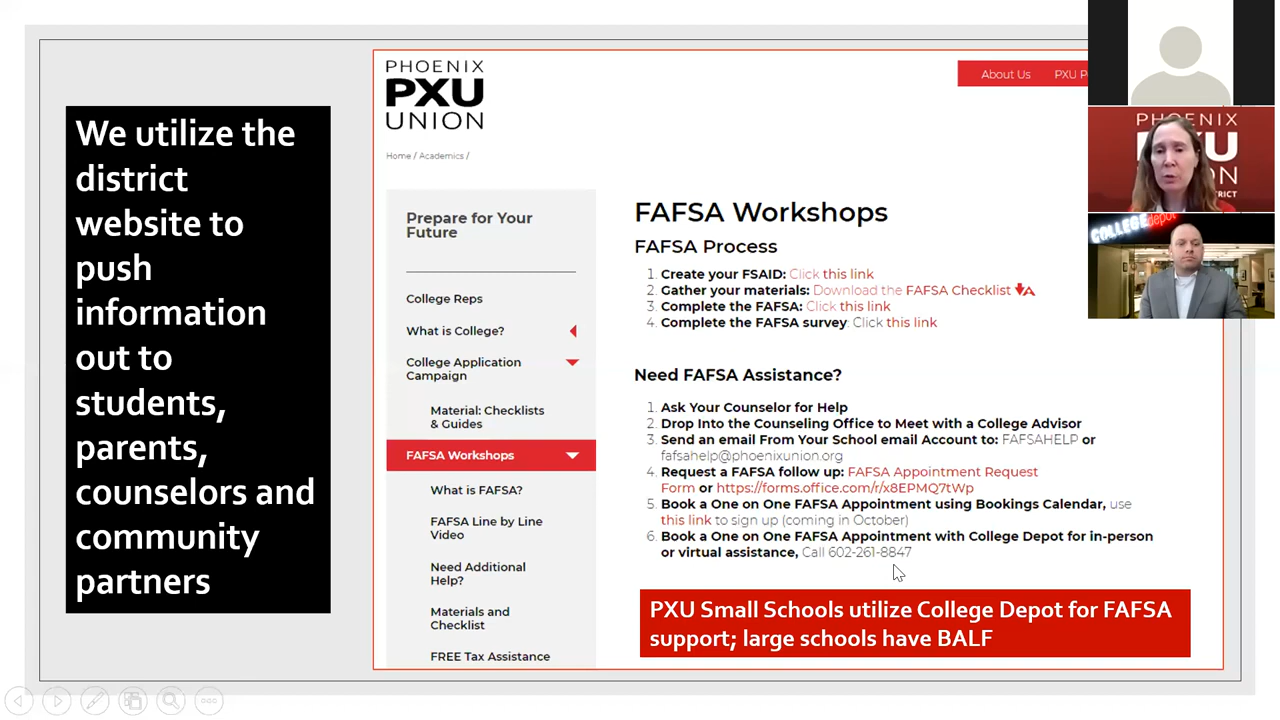 We utilize the
district
website to
push
information
out to
students,
parents,
counselors and
community
partners
PHOENIX
PXU
UNION
About Us
Home / Academics /
Prepare for Your
Future
College Reps
What is College?
College Application
Campaign
Material: Checklists
& Guides
FAFSA Workshops
What is FAFSA?
FAFSA Line by Line
Video
Need Additional
Help?
Materials and
Checklist
FREE Tax Assistance
FAFSA Workshops
FAFSA Process
1. Create your FSAID: Click this link
2. Gather your materials: Download the FAFSA Checklist
3. Complete the FAFSA: Click this link
4. Complete the FAFSA survey: Click this link
Need FAFSA Assistance?
1. Ask Your Counselor for Help
2. Drop Into the Counseling Office to Meet with a College Advisor
3. Send an email From Your School email Account to: FAFSAHELP or
fafsahelp@phoenixunion.org
4. Request a FAFSA follow up: FAFSA Appointment Request
Form or https://forms.office.com/r/x8EPMQ7tWp
5. Book a One on One FAFSA Appointment using Bookings Calendar, use
this link to sign up (coming in October)
6. Book a One on One FAFSA Appointment with College Depot for in-person
or virtual assistance, Call 602-261-8847
PXU Small Schools utilize College Depot for FAFSA
support; large schools have BALF
PHOENIX
UNION
COLLEGE depot